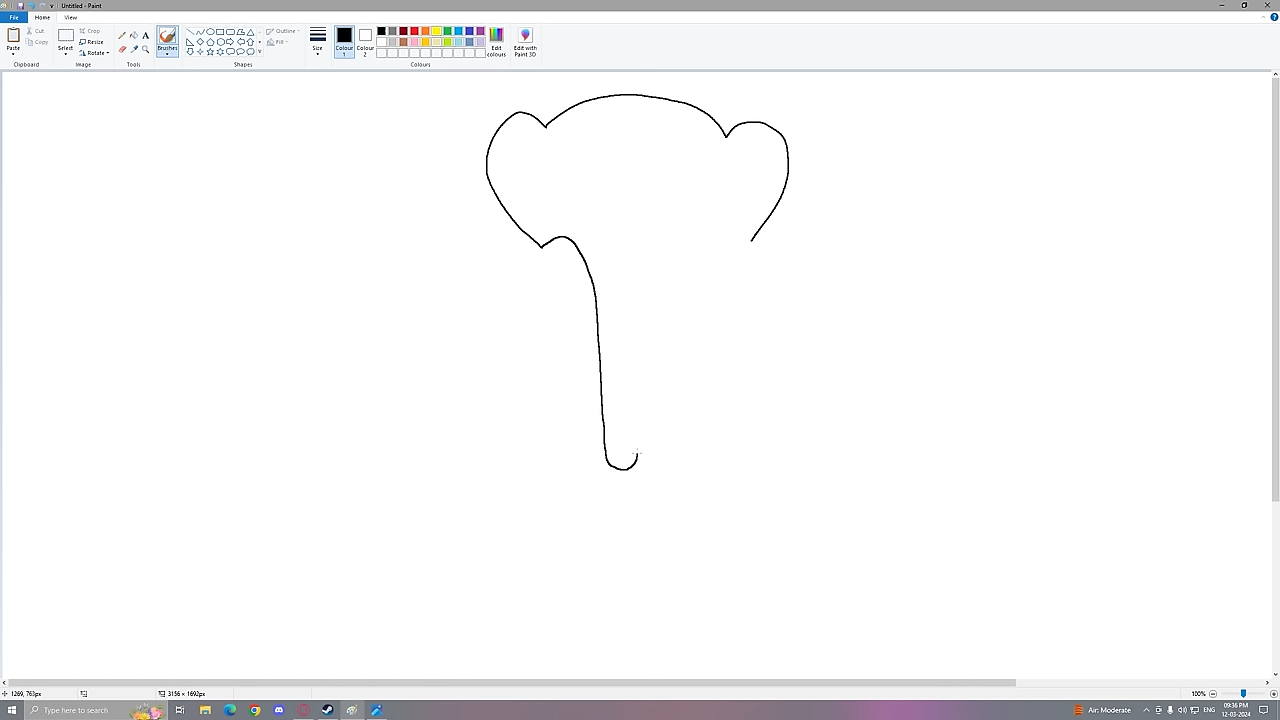 Untitled - Paint
File Home View
Paste
Cut
Copy
Clipboard
Select
Crop
Resize
Rotate
Image
Tools
Brushes
Shapes
Outline
Fill
Size
Colour 1
Colour 2
Edit colours
Edit with Paint 3D
Colours
1269, 763px
3156 × 1692px
100%
Type here to search
Air: Moderate
ENG
09:36 PM
12-03-2024